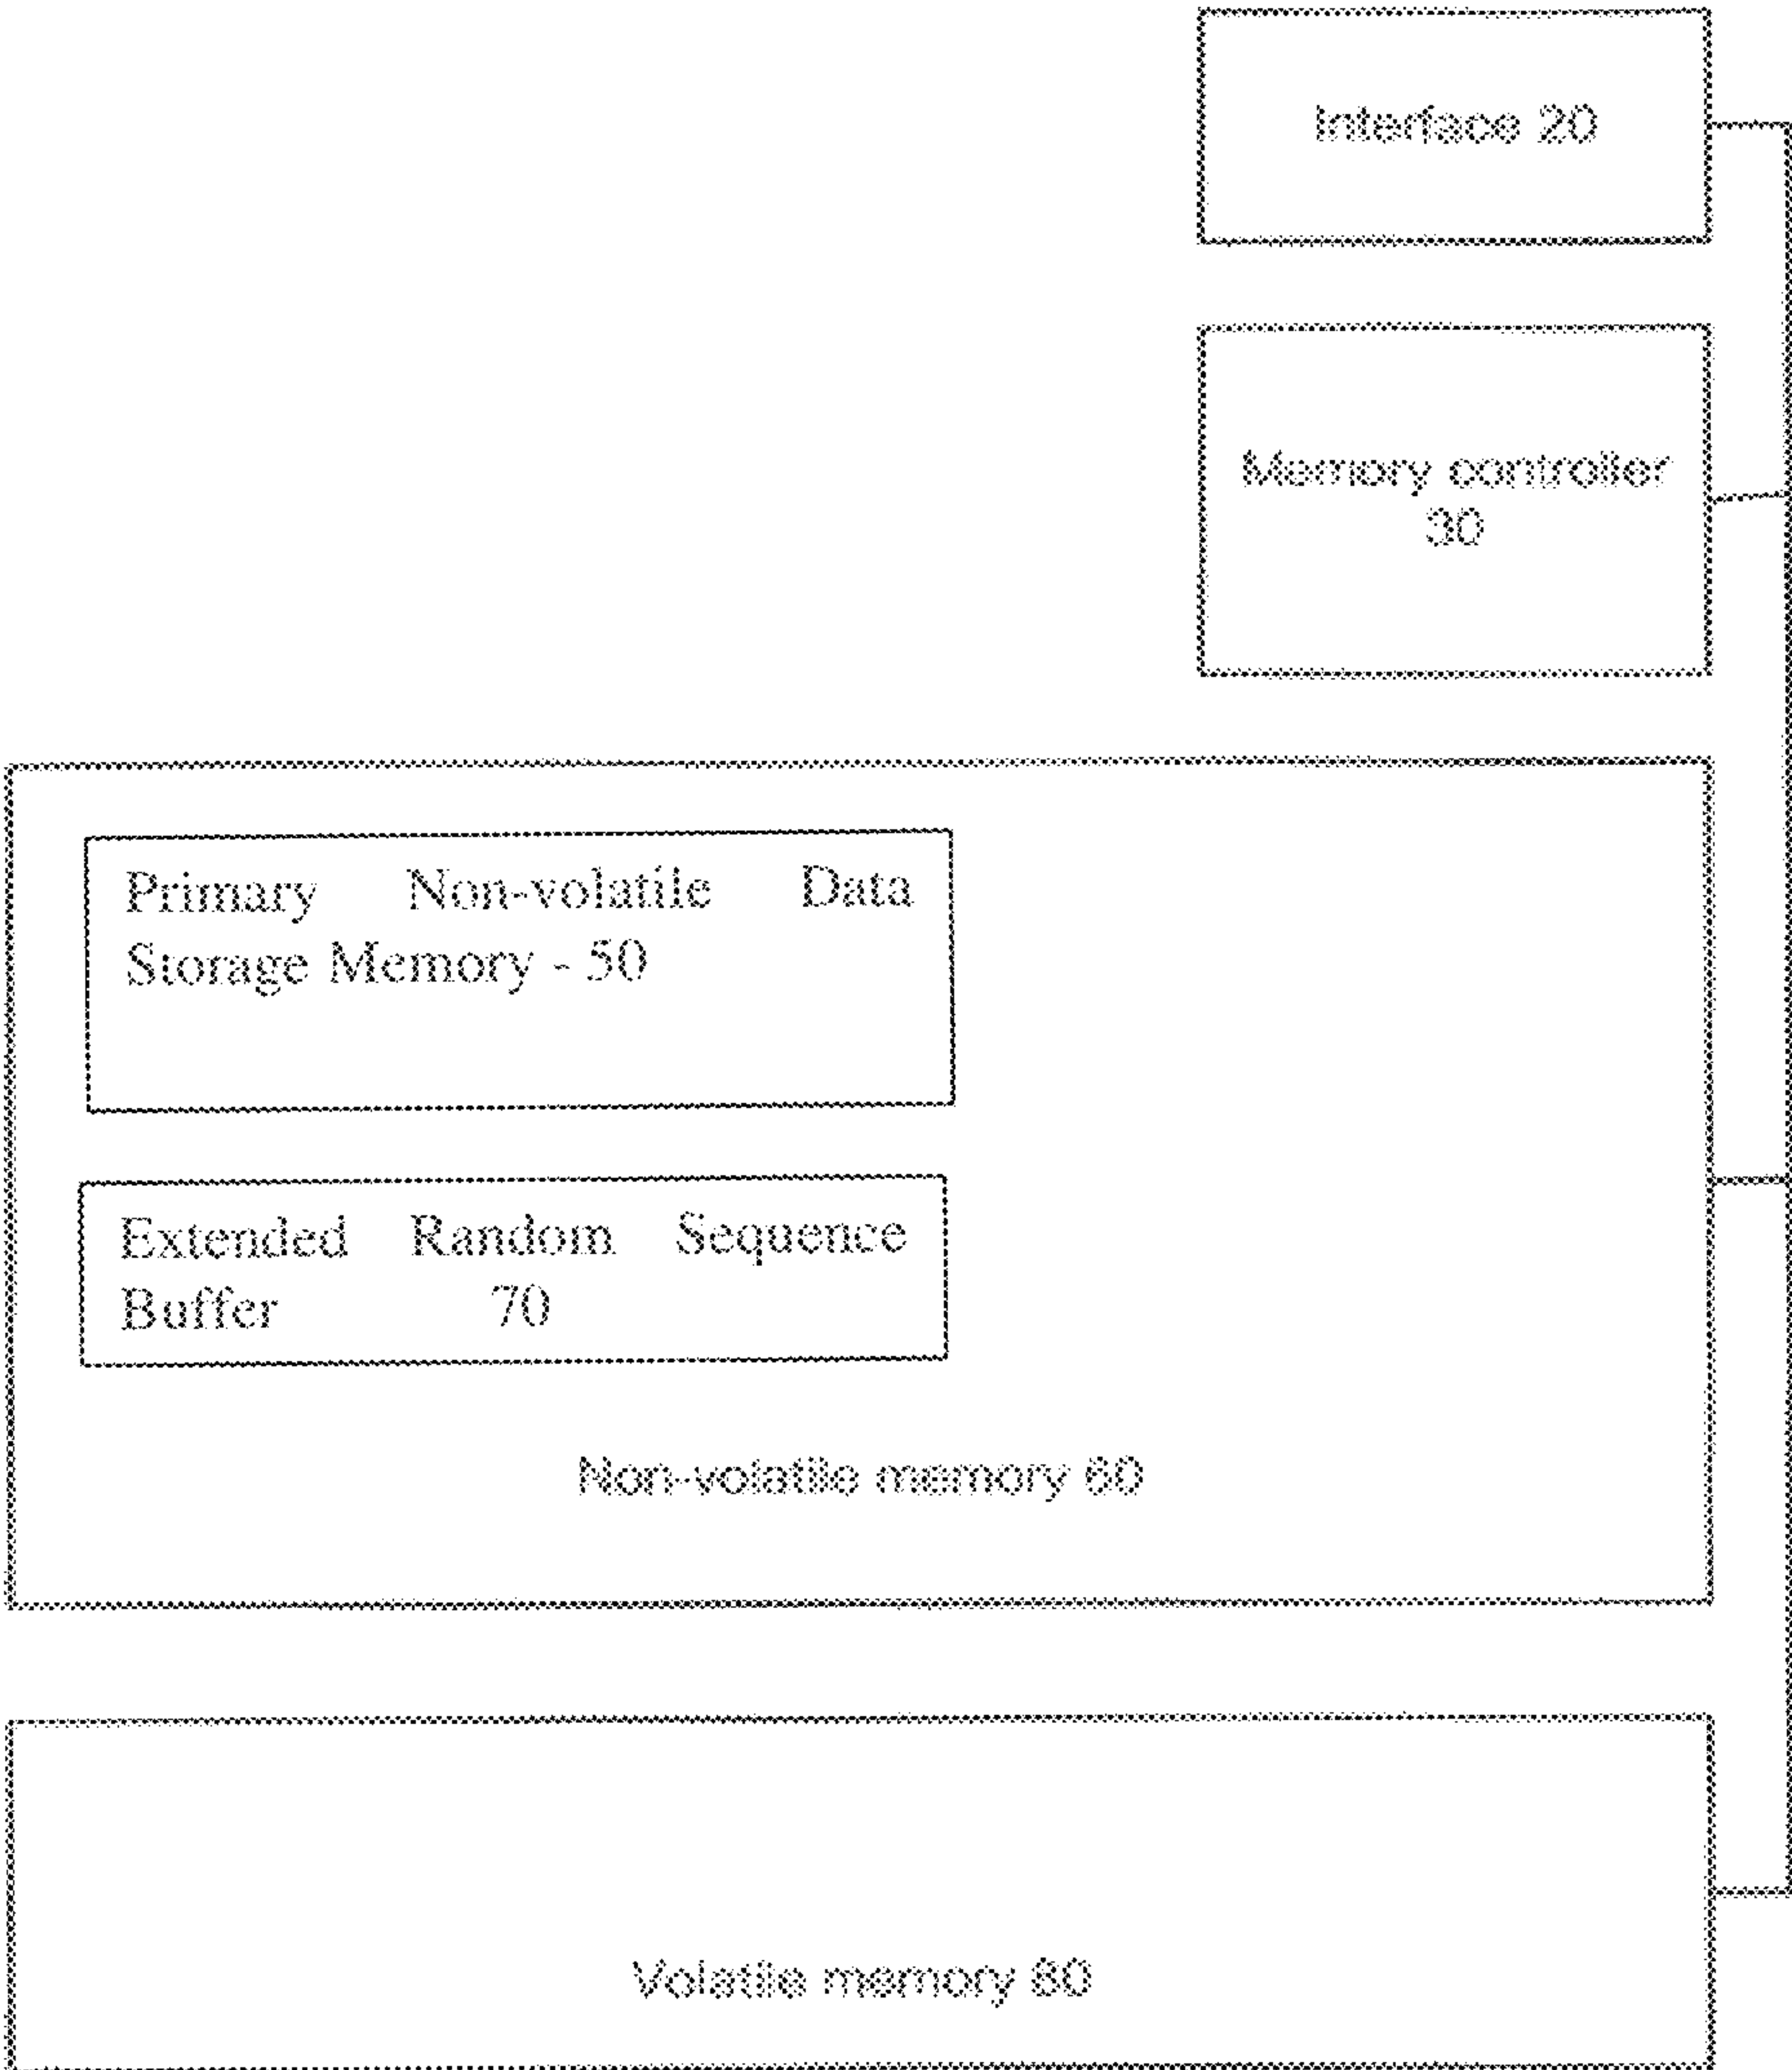 Interface 20
Memory controller
30
Primary Non-volatile Data
Storage Memory - 50
Extended Random Sequence
Buffer 70
Non-volatile memory 60
Volatile memory 80